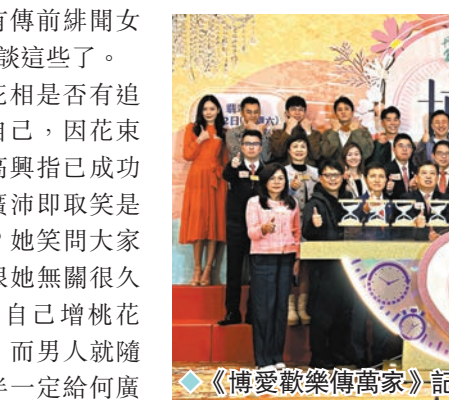 有傳前緋聞女
談這些了。
花相是否有追
自己，因花束
高興指已成功
廣沛即取笑是
她笑問大家
跟她無關很久
自己增桃花
而男人就隨
一定給何廣
《博愛歡樂傳萬家》記